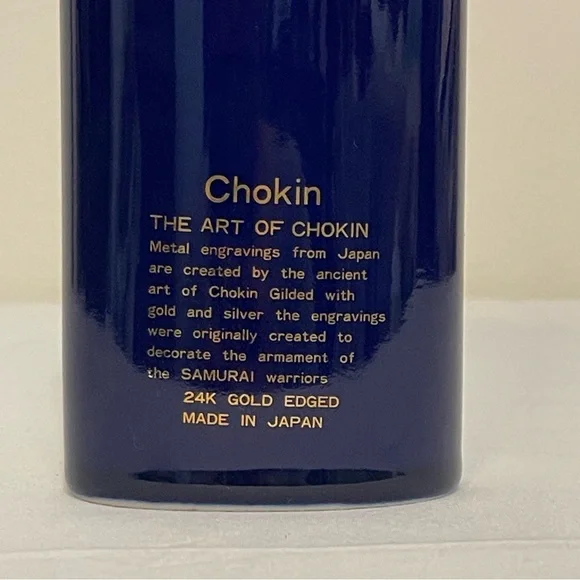 Chokin
THE ART OF CHOKIN
Metal engravings from Japan
are created by the ancient
art of Chokin Gilded with
gold and silver the engravings
were originally created to
decorate the armament of
the SAMURAI warriors
24K GOLD EDGED
MADE IN JAPAN